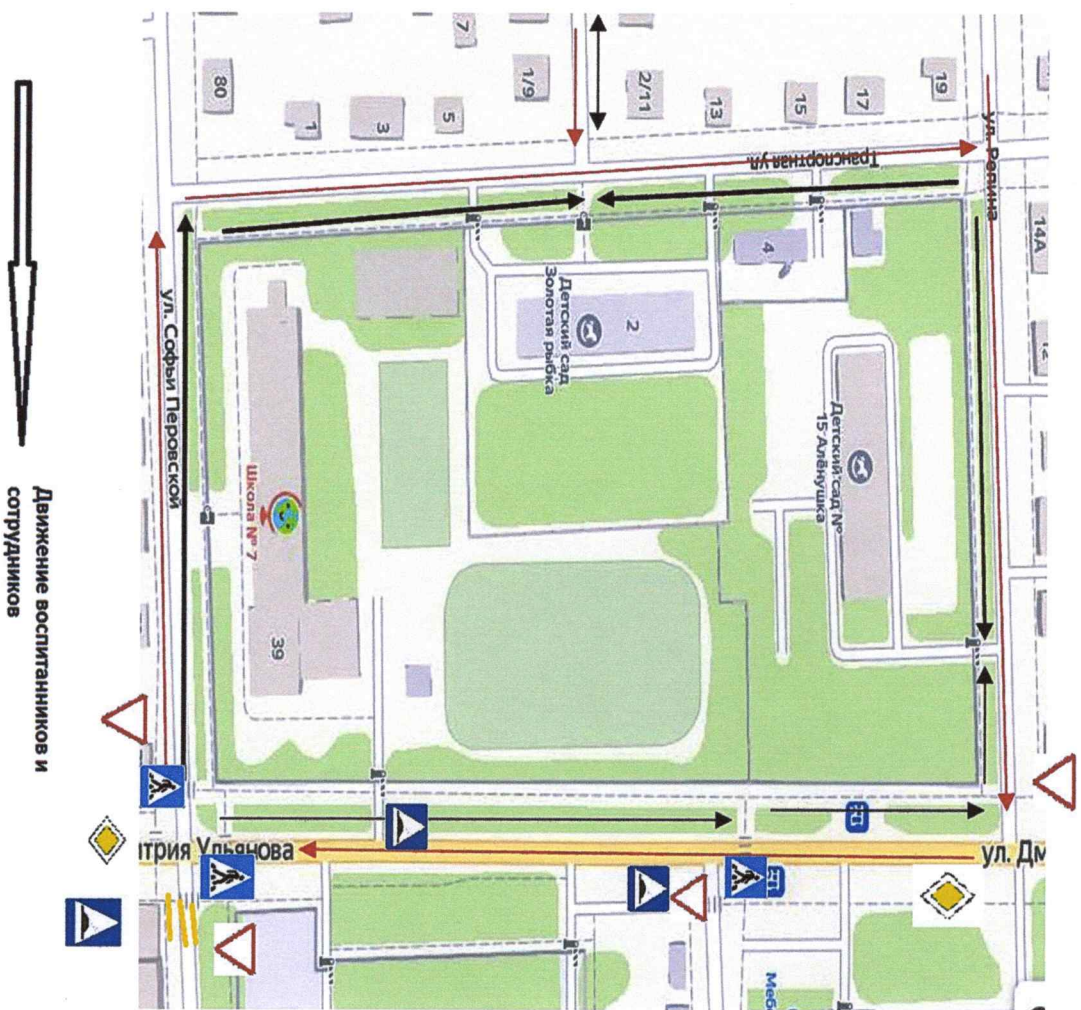 7
80
1
3
1/9
5
2/11
13
15
17
19
ул. Репина
Транспортная ул.
14А
4
2
Детский сад
Золотая рыбка
Детский сад №
15 Алёнушка
ул. Софьи Перовской
Школа № 7
39
Движение воспитанников и
сотрудников
итрия Ульянова
ул. Дм